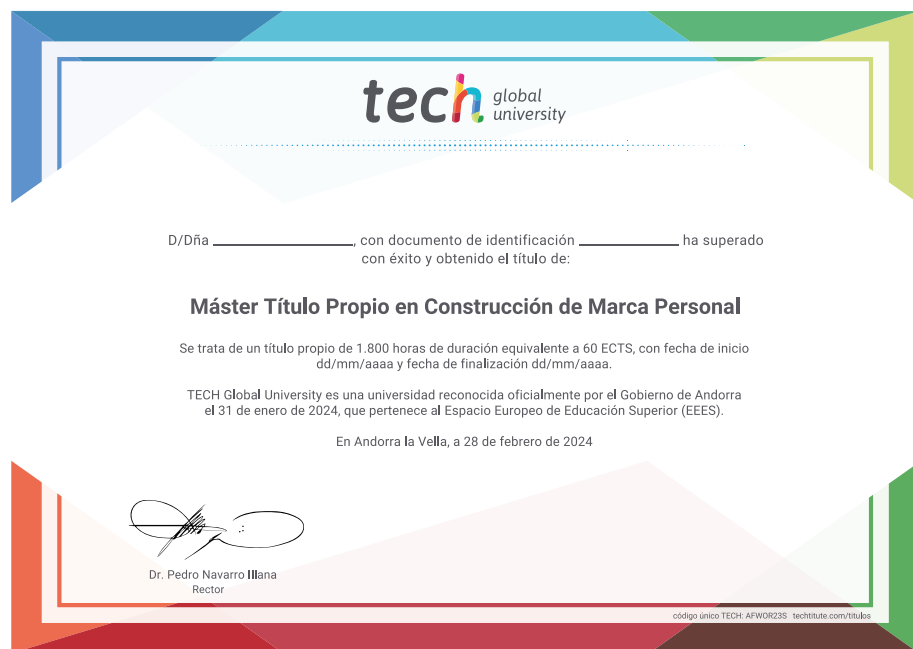 tech global university
D/Dña ____________________, con documento de identificación ______________ ha superado
con éxito y obtenido el título de:
Máster Título Propio en Construcción de Marca Personal
Se trata de un título propio de 1.800 horas de duración equivalente a 60 ECTS, con fecha de inicio
dd/mm/aaaa y fecha de finalización dd/mm/aaaa.
TECH Global University es una universidad reconocida oficialmente por el Gobierno de Andorra
el 31 de enero de 2024, que pertenece al Espacio Europeo de Educación Superior (EEES).
En Andorra la Vella, a 28 de febrero de 2024
Dr. Pedro Navarro Illana
Rector
código único TECH: AFWOR23S techtitute.com/titulos